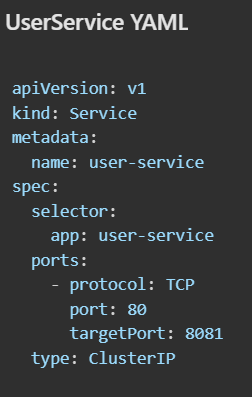 UserService YAML
apiVersion: v1
kind: Service
metadata:
  name: user-service
spec:
  selector:
    app: user-service
  ports:
    - protocol: TCP
      port: 80
      targetPort: 8081
  type: ClusterIP